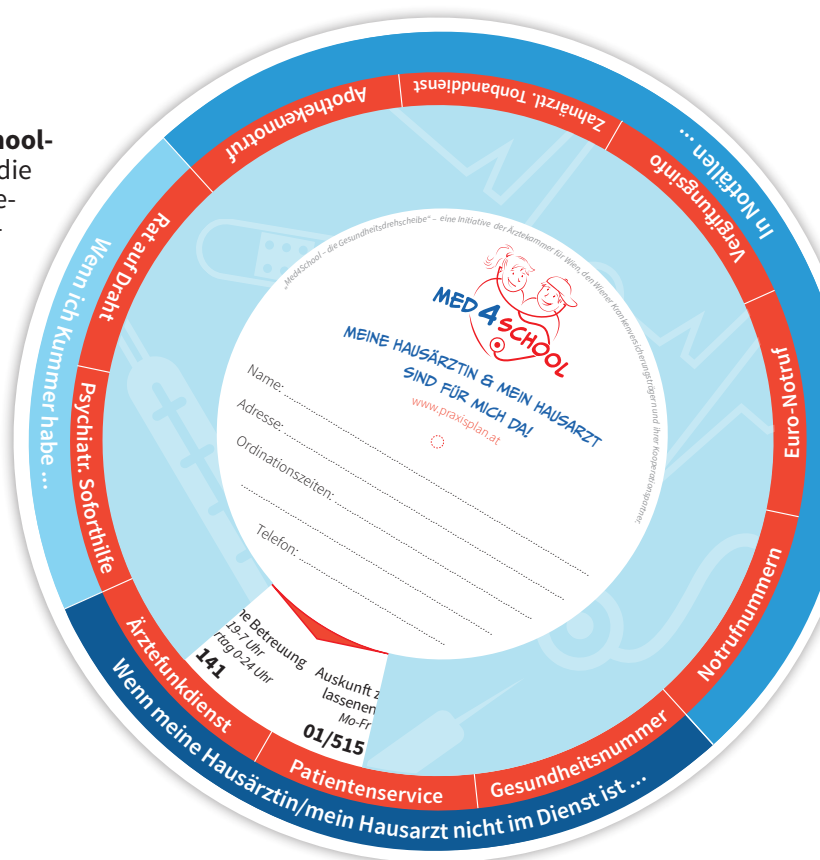 hool-
die
e-
In Notfällen ...
Zahnärztl. Tonbanddienst
Apothekennotruf
Vergiftungsinfo
Euro-Notruf
Notrufnummern
Wenn ich Kummer habe ...
Rat auf Draht
Psychiatr. Soforthilfe
„Med4School – die Gesundheitsdrehscheibe“ – eine Initiative der Ärztekammer für Wien, den Wiener Krankenversicherungsträgern und ihrer Kooperationspartner.
MED4SCHOOL
MEINE HAUSÄRZTIN & MEIN HAUSARZT
SIND FÜR MICH DA!
www.praxisplan.at
Name:
Adresse:
Ordinationszeiten:
Telefon:
ne Betreuung
19-7 Uhr
rtag 0-24 Uhr
141
Auskunft z
lassenen
Mo-Fr
01/515
Ärztefunkdienst
Patientenservice
Gesundheitsnummer
Wenn meine Hausärztin/mein Hausarzt nicht im Dienst ist ...